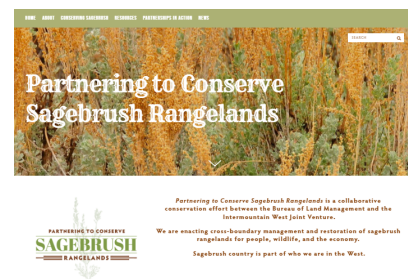 HOME ABOUT CONSERVING SAGEBRUSH RESOURCES PARTNERSHIPS IN ACTION NEWS
SEARCH
Partnering to Conserve
Sagebrush Rangelands
PARTNERING TO CONSERVE
SAGEBRUSH
RANGELANDS
Partnering to Conserve Sagebrush Rangelands is a collaborative
conservation effort between the Bureau of Land Management and the
Intermountain West Joint Venture.
We are enacting cross-boundary management and restoration of sagebrush
rangelands for people, wildlife, and the economy.
Sagebrush country is part of who we are in the West.